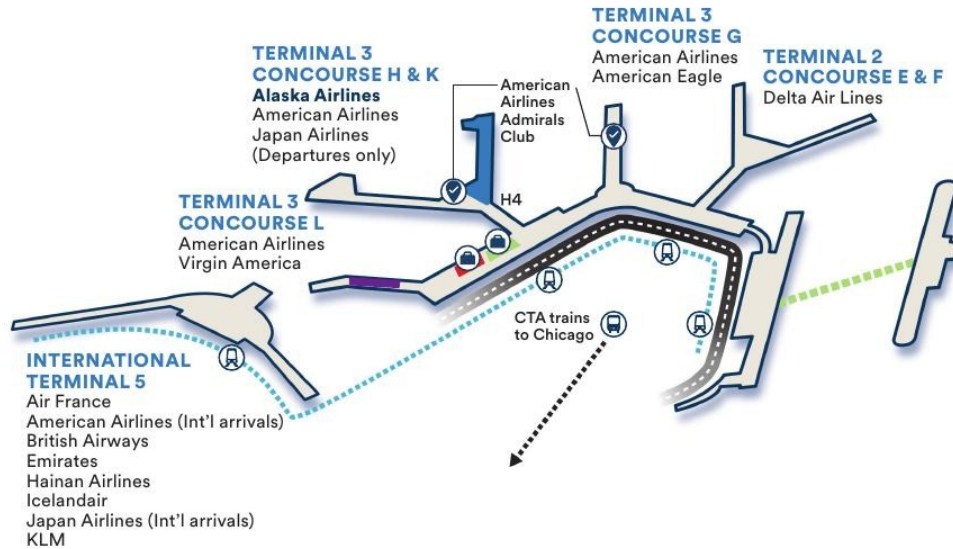 TERMINAL 3
CONCOURSE H & K
Alaska Airlines
American Airlines
Japan Airlines
(Departures only)
American
Airlines
Admirals
Club
TERMINAL 3
CONCOURSE G
American Airlines
American Eagle
TERMINAL 2
CONCOURSE E & F
Delta Air Lines
H4
TERMINAL 3
CONCOURSE L
American Airlines
Virgin America
CTA trains
to Chicago
INTERNATIONAL
TERMINAL 5
Air France
American Airlines (Int'l arrivals)
British Airways
Emirates
Hainan Airlines
Icelandair
Japan Airlines (Int'l arrivals)
KLM